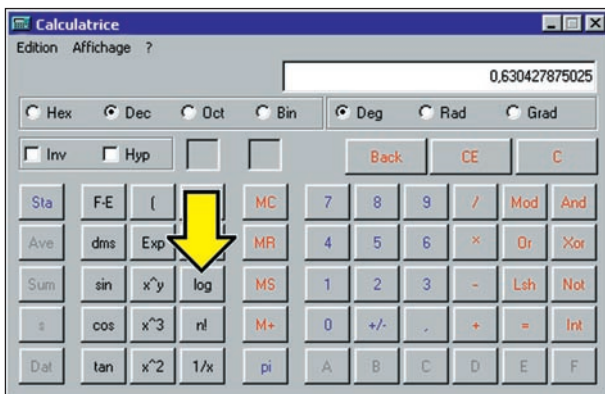 Calculatrice
Edition Affichage ?
0,630427875025
Hex Dec Oct Bin Deg Rad Grad
Inv Hyp Back CE C
Sta F-E ( MC 7 8 9 / Mod And
Ave dms Exp MR 4 5 6 * Or Xor
Sum sin x^y log MS 1 2 3 - Lsh Not
s cos x^3 n! M+ 0 +/- , + = Int
Dat tan x^2 1/x pi A B C D E F